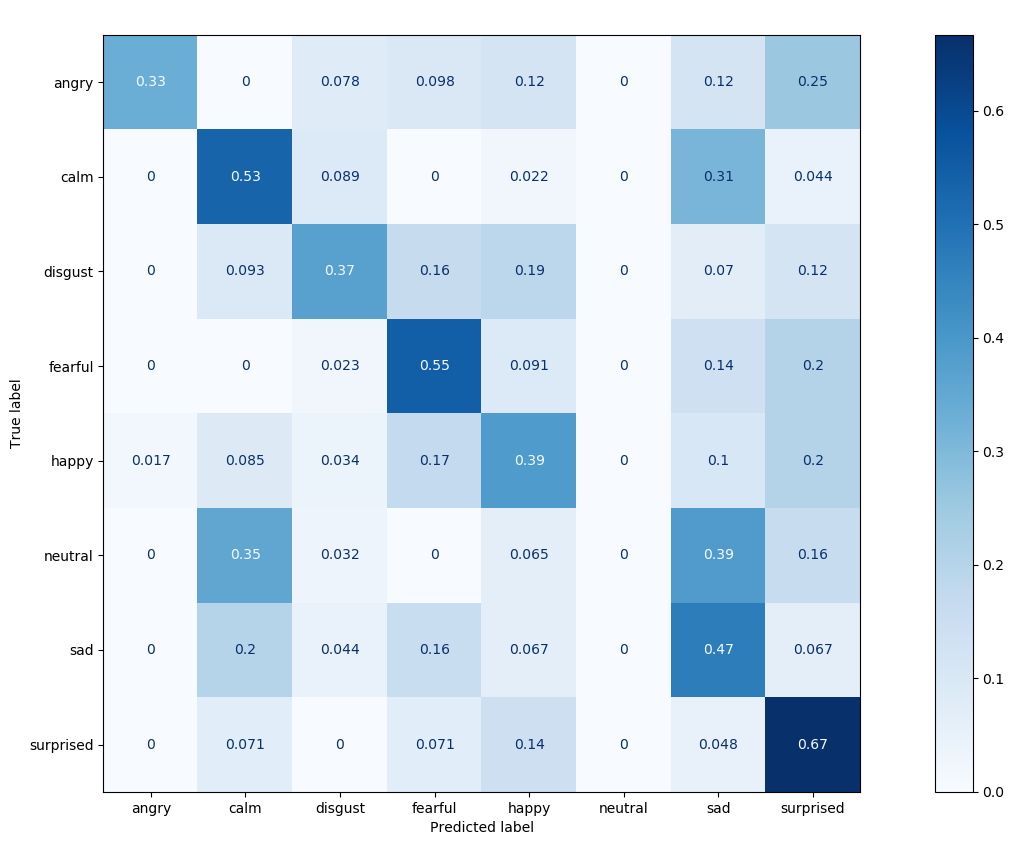 angry 0.33 0 0.078 0.098 0.12 0 0.12 0.25
calm 0 0.53 0.089 0 0.022 0 0.31 0.044
disgust 0 0.093 0.37 0.16 0.19 0 0.07 0.12
fearful 0 0 0.023 0.55 0.091 0 0.14 0.2
happy 0.017 0.085 0.034 0.17 0.39 0 0.1 0.2
neutral 0 0.35 0.032 0 0.065 0 0.39 0.16
sad 0 0.2 0.044 0.16 0.067 0 0.47 0.067
surprised 0 0.071 0 0.071 0.14 0 0.048 0.67
angry calm disgust fearful happy neutral sad surprised
Predicted label
True label
0.6
0.5
0.4
0.3
0.2
0.1
0.0